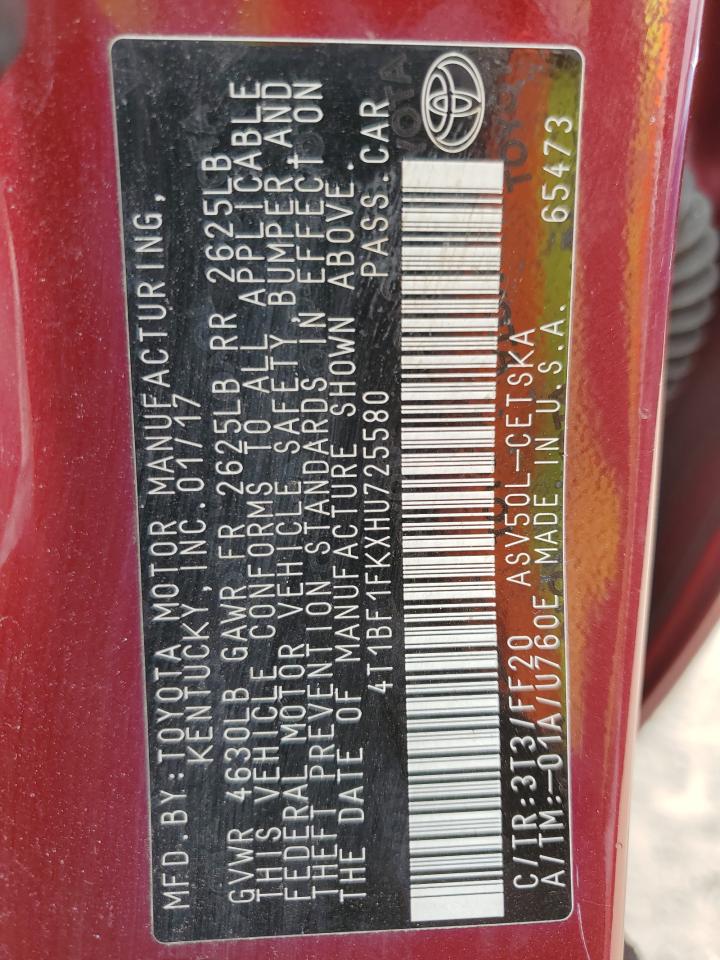 MFD.BY:TOYOTA MOTOR MANUFACTURING,
KENTUCKY, INC.01/17
GVWR 4630LB GAWR FR 2625LB RR 2625LB
THIS VEHICLE CONFORMS TO ALL APPLICABLE
FEDERAL MOTOR VEHICLE SAFETY,BUMPER AND
THEFT PREVENTION STANDARDS IN EFFECT ON
THE DATE OF MANUFACTURE SHOWN ABOVE.
4T1BF1FKXHU725580 PASS.CAR
C/TR:3T3/FF20 ASV50L-CETSKA
A/TM:-01A/U760E MADE IN U.S.A. 65473
TOYOTA
TOYOTA